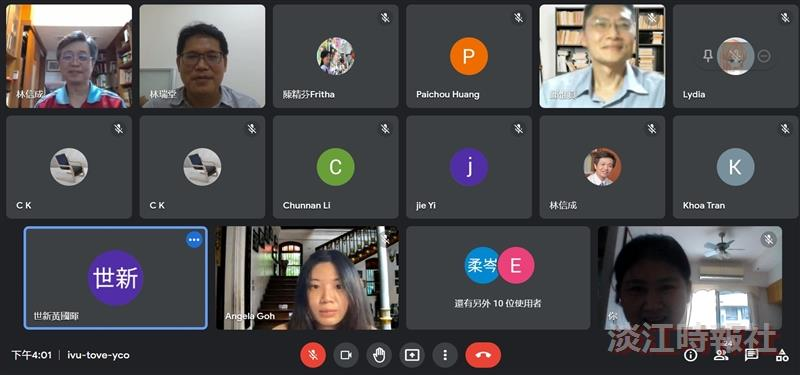 林信成
林瑞堂
陳精芬Fritha
P
Paichou Huang
Lydia
C K
C K
C
Chunnan Li
j
jie Yi
林信成
K
Khoa Tran
世新
世新黃國暉
Angela Goh
柔岑
E
還有另外 10 位使用者
你
淡江時報社
下午4:01
ivu-tove-yco
24